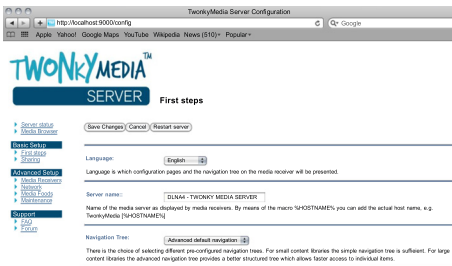 TwonkyMedia Server Configuration
http://localhost:9000/config
Google
Apple Yahoo! Google Maps YouTube Wikipedia News (510) Popular
TWONKYMEDIA TM
SERVER
First steps
Server status
Media Browser
Save Changes Cancel Restart server
Basic Setup
First steps
Sharing
Language:
English
Language is which configuration pages and the navigation tree on the media receiver will be presented.
Advanced Setup
Media Receivers
Network
Media Feeds
Maintenance
Server name::
DLNA4 - TWONKY MEDIA SERVER
Name of the media server as displayed by media receivers. By means of the macro %HOSTNAME% you can add the actual host name, e.g.
TwonkyMedia [%HOSTNAME%]
Support
FAQ
Forum
Navigation Tree:
Advanced default navigation
There is the choice of selecting different pre-configured navigation trees. For small content libraries the simple navigation tree is suffieient. For large
content libraries the advanced navigation tree provides a better structured tree which allows faster access to individual items.